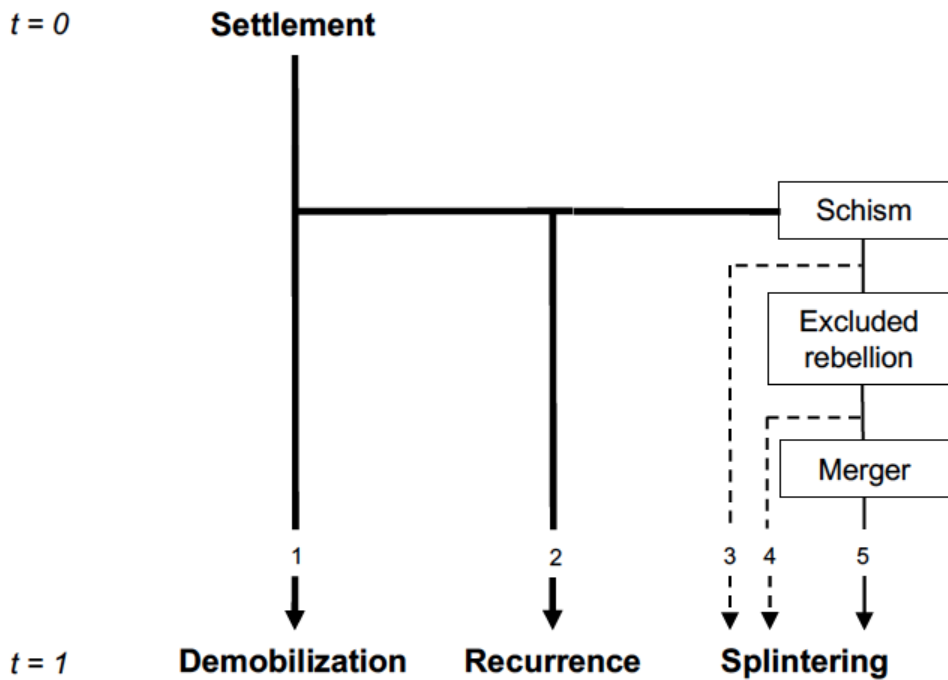 t = 0 Settlement
Schism
Excluded
rebellion
Merger
1 2 3 4 5
t = 1 Demobilization Recurrence Splintering